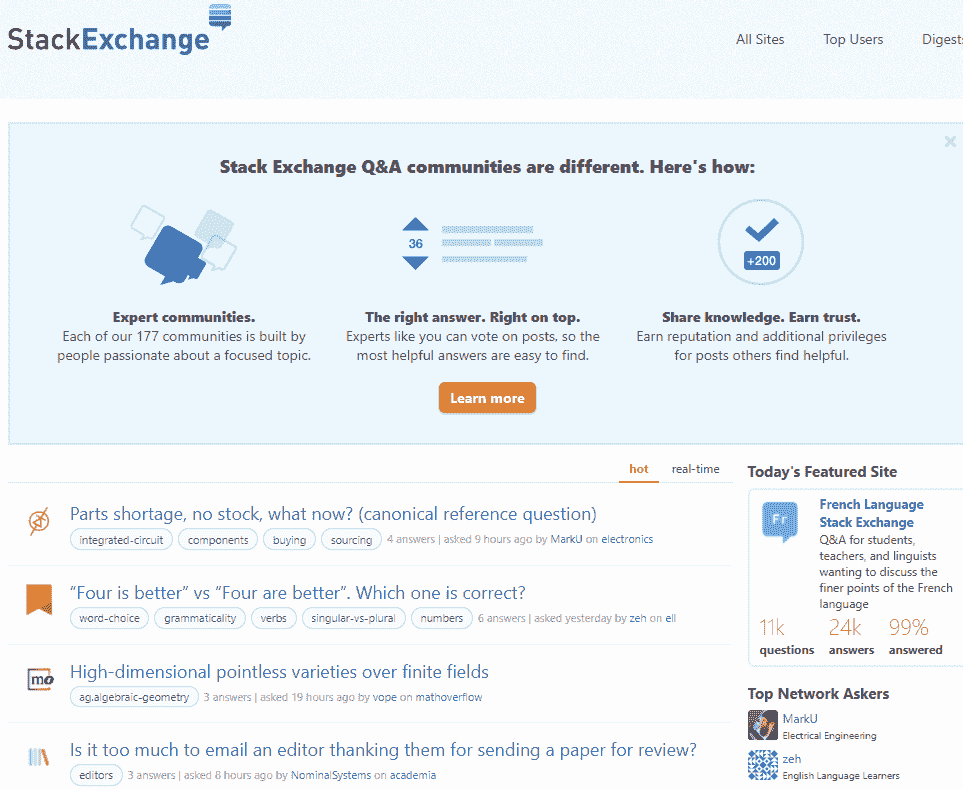 StackExchange
All Sites Top Users Digests
Stack Exchange Q&A communities are different. Here's how:
36
+200
Expert communities.
Each of our 177 communities is built by
people passionate about a focused topic.
The right answer. Right on top.
Experts like you can vote on posts, so the
most helpful answers are easy to find.
Share knowledge. Earn trust.
Earn reputation and additional privileges
for posts others find helpful.
Learn more
hot real-time
Parts shortage, no stock, what now? (canonical reference question)
integrated-circuit components buying sourcing 4 answers | asked 9 hours ago by MarkU on electronics
“Four is better” vs “Four are better”. Which one is correct?
word-choice grammaticality verbs singular-vs-plural numbers 6 answers | asked yesterday by zeh on ell
mo
High-dimensional pointless varieties over finite fields
ag.algebraic-geometry 3 answers | asked 19 hours ago by vope on mathoverflow
Is it too much to email an editor thanking them for sending a paper for review?
editors 3 answers | asked 8 hours ago by NominalSystems on academia
Today's Featured Site
Fr
French Language
Stack Exchange
Q&A for students,
teachers, and linguists
wanting to discuss the
finer points of the French
language
11k 24k 99%
questions answers answered
Top Network Askers
MarkU
Electrical Engineering
zeh
English Language Learners